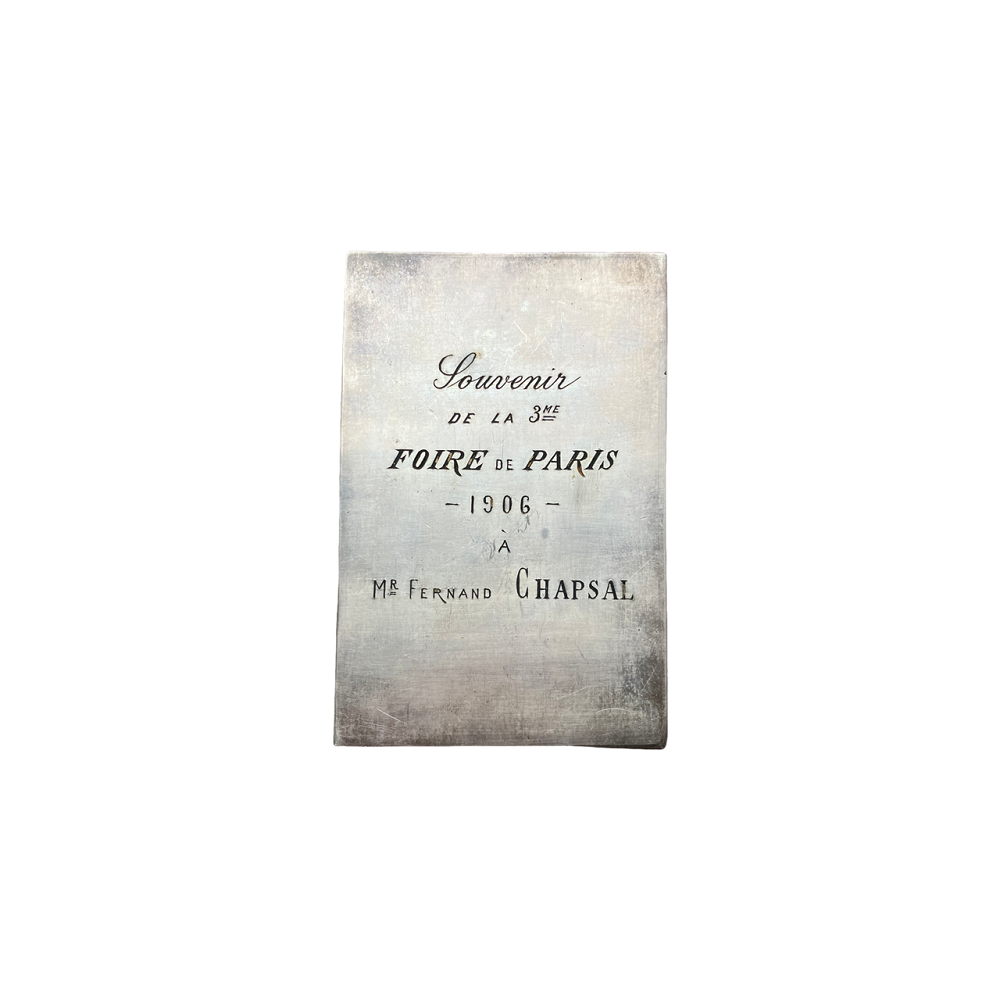 Souvenir
DE LA 3ME
FOIRE DE PARIS
- 1906 -
À
MR FERNAND CHAPSAL